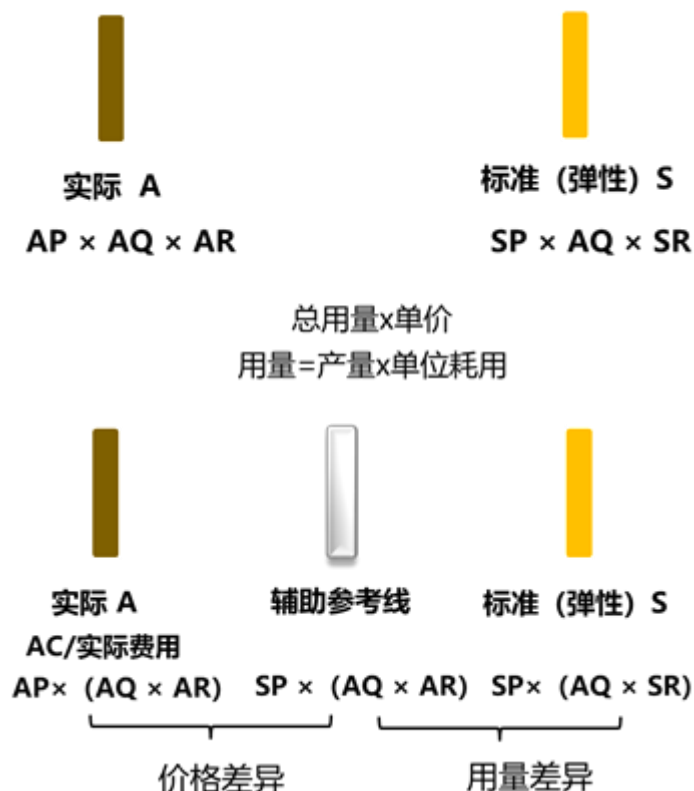 实际 A
标准（弹性）S
AP × AQ × AR
SP × AQ × SR
总用量x单价
用量=产量x单位耗用
实际 A
辅助参考线
标准（弹性）S
AC/实际费用
AP×（AQ × AR）
SP ×（AQ × AR）
SP×（AQ × SR）
价格差异
用量差异